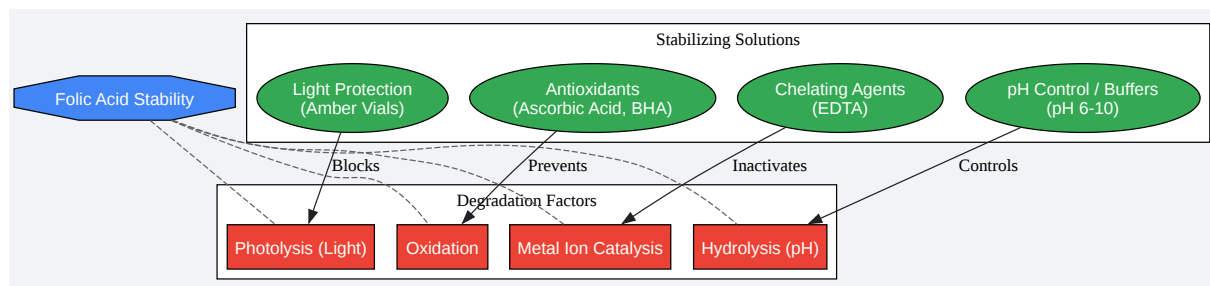 Stabilizing Solutions
Folic Acid Stability
Light Protection
(Amber Vials)
Antioxidants
(Ascorbic Acid, BHA)
Chelating Agents
(EDTA)
pH Control / Buffers
(pH 6-10)
Blocks
Prevents
Inactivates
Controls
Degradation Factors
Photolysis (Light)
Oxidation
Metal Ion Catalysis
Hydrolysis (pH)